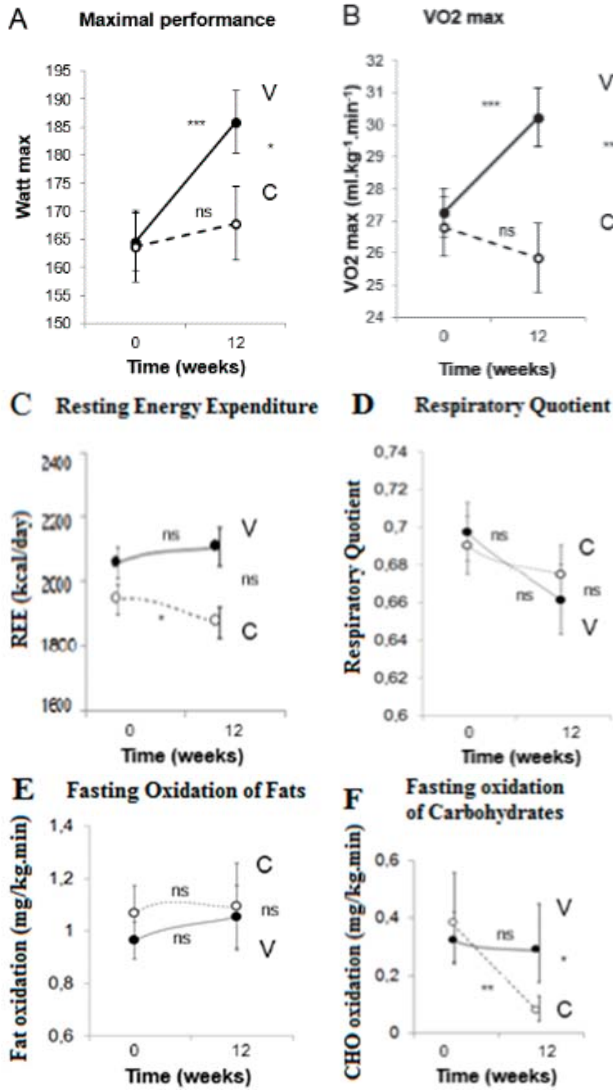 A Maximal performance
195
190
185
180
175
170
165
160
155
150
Watt max
***
V
*
C
ns
0 12
Time (weeks)
B VO2 max
32
31
30
29
28
27
26
25
24
VO2 max (ml.kg-1.min-1)
***
V
**
ns
C
0 12
Time (weeks)
C Resting Energy Expenditure
2400
2200
2000
1800
1600
REE (kcal/day)
ns
V
ns
*
C
0 12
Time (weeks)
D Respiratory Quotient
0,74
0,72
0,7
0,68
0,66
0,64
0,62
0,6
Respiratory Quotient
ns
C
ns
ns
V
0 12
Time (weeks)
E Fasting Oxidation of Fats
1,4
1,2
1
0,8
0,6
Fat oxidation (mg/kg.min)
C
ns
ns
ns
V
0 12
Time (weeks)
F Fasting oxidation
of Carbohydrates
0,6
0,4
0,2
0
CHO oxidation (mg/kg.min)
V
ns
*
**
C
0 12
Time (weeks)